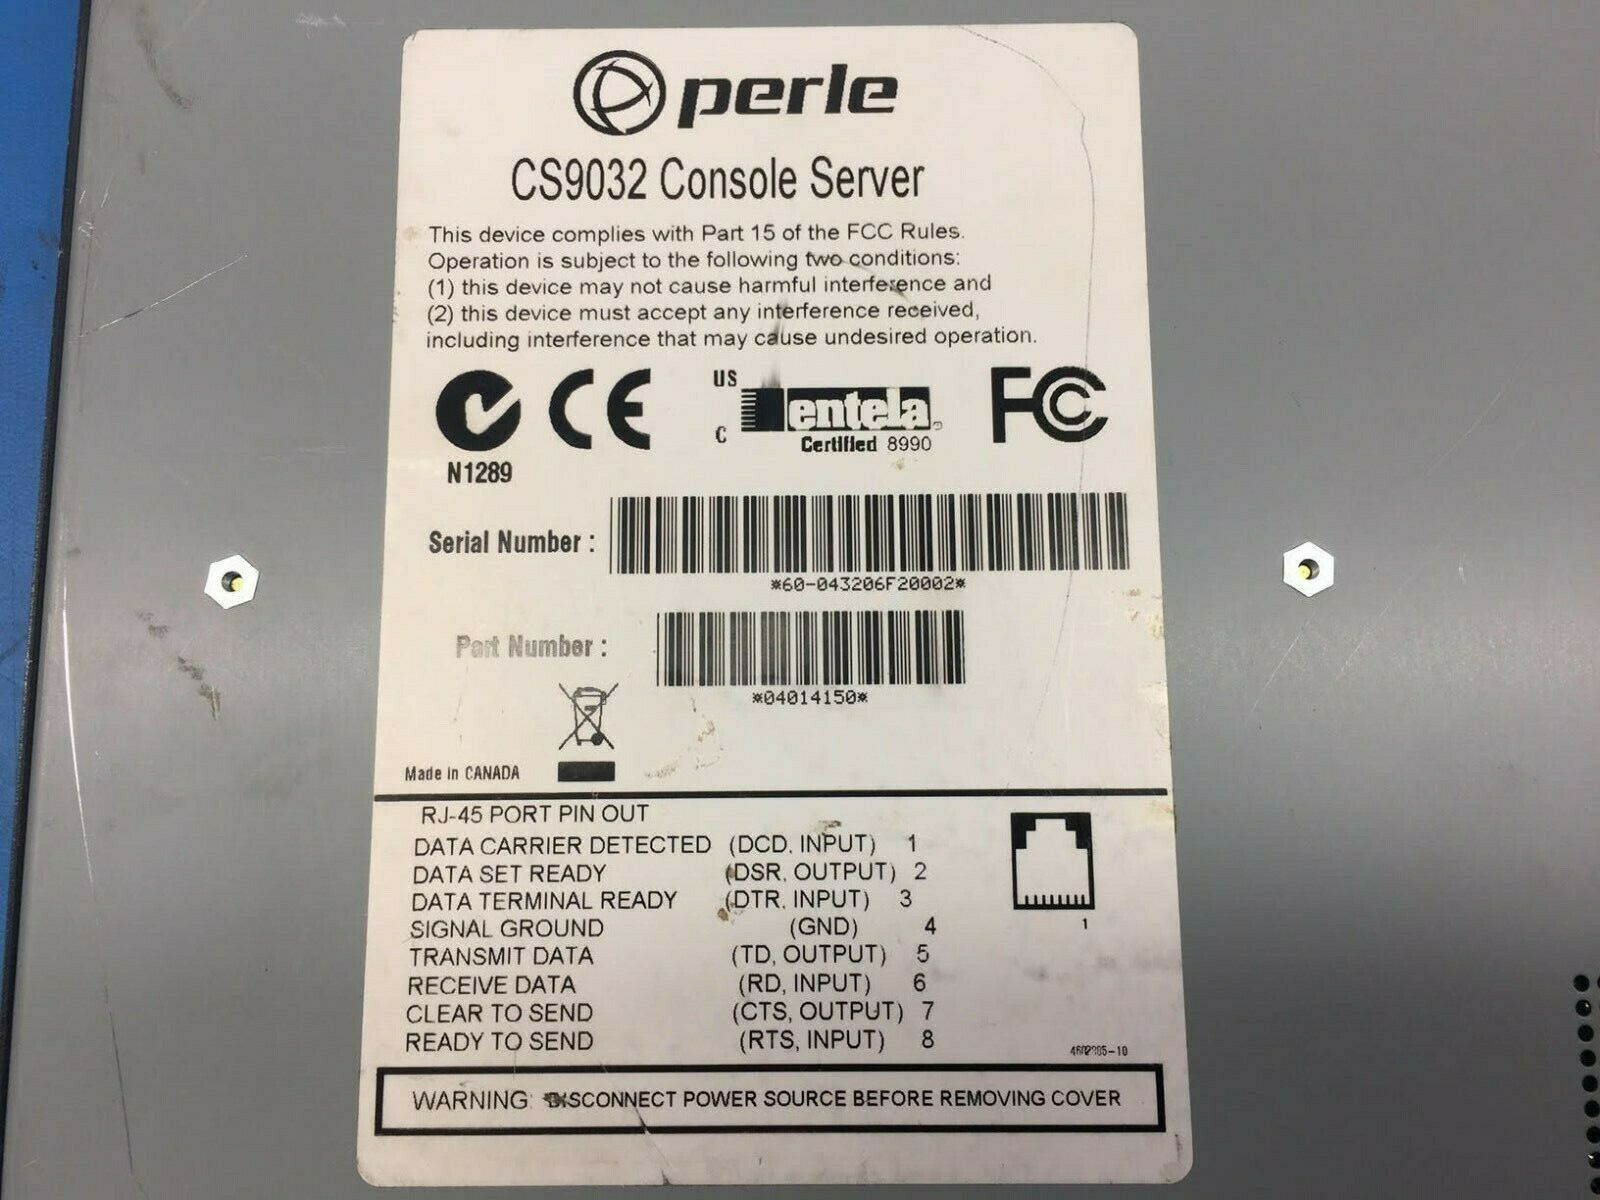 perle
CS9032 Console Server
This device complies with Part 15 of the FCC Rules.
Operation is subject to the following two conditions:
(1) this device may not cause harmful interference and
(2) this device must accept any interference received,
including interference that may cause undesired operation.
N1289
CE
US
C
entela
Certified 8990
FC
Serial Number :
*60-043206F20002*
Part Number :
*04014150*
Made in CANADA
RJ-45 PORT PIN OUT
DATA CARRIER DETECTED (DCD, INPUT) 1
DATA SET READY (DSR, OUTPUT) 2
DATA TERMINAL READY (DTR, INPUT) 3
SIGNAL GROUND (GND) 4
TRANSMIT DATA (TD, OUTPUT) 5
RECEIVE DATA (RD, INPUT) 6
CLEAR TO SEND (CTS, OUTPUT) 7
READY TO SEND (RTS, INPUT) 8
1
WARNING: DISCONNECT POWER SOURCE BEFORE REMOVING COVER